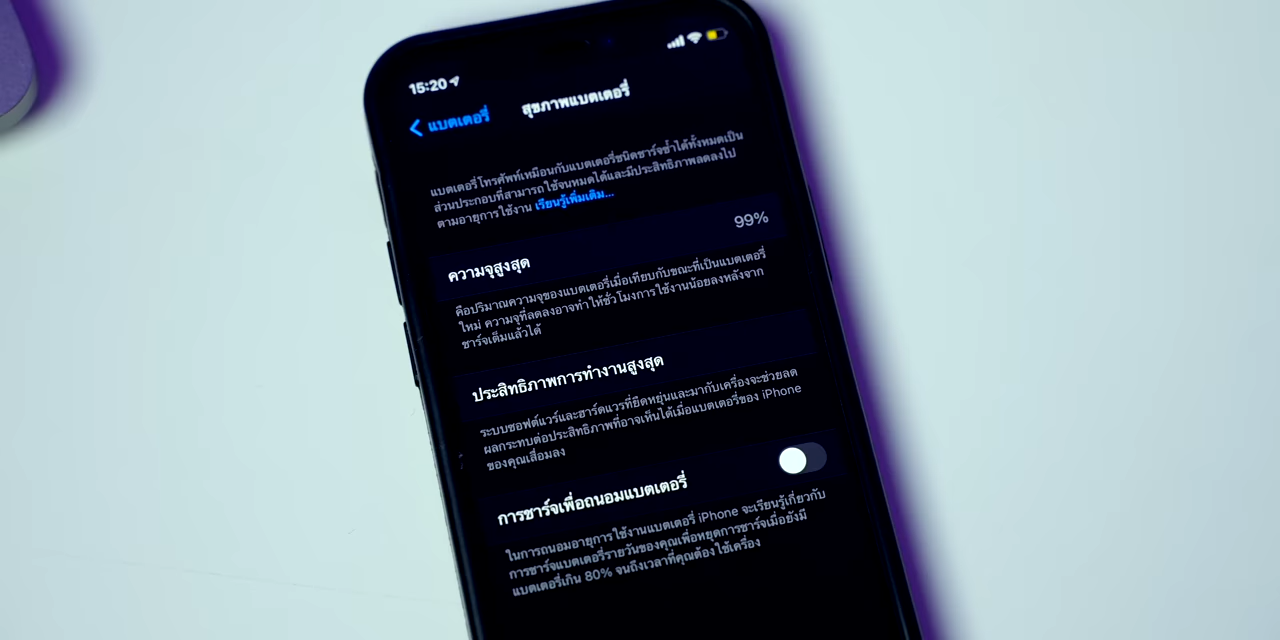 15:20
แบตเตอรี่
สุขภาพแบตเตอรี่
แบตเตอรี่โทรศัพท์เหมือนกับแบตเตอรี่ชนิดชาร์จซ้ำได้ทั้งหมดเป็น
ส่วนประกอบที่สามารถใช้จนหมดได้และมีประสิทธิภาพลดลงไป
ตามอายุการใช้งาน เรียนรู้เพิ่มเติม...
ความจุสูงสุด 99%
คือปริมาณความจุของแบตเตอรี่เมื่อเทียบกับขณะที่เป็นแบตเตอรี่
ใหม่ ความจุที่ลดลงอาจทำให้ชั่วโมงการใช้งานน้อยลงหลังจาก
ชาร์จเต็มแล้วได้
ประสิทธิภาพการทำงานสูงสุด
ระบบซอฟต์แวร์และฮาร์ดแวร์ที่ยืดหยุ่นและมากับเครื่องจะช่วยลด
ผลกระทบต่อประสิทธิภาพที่อาจเห็นได้เมื่อแบตเตอรี่ของ iPhone
ของคุณเสื่อมลง
การชาร์จเพื่อถนอมแบตเตอรี่
ในการถนอมอายุการใช้งานแบตเตอรี่ iPhone จะเรียนรู้เกี่ยวกับ
การชาร์จแบตเตอรี่รายวันของคุณเพื่อหยุดการชาร์จเมื่อยังมี
แบตเตอรี่เกิน 80% จนถึงเวลาที่คุณต้องใช้เครื่อง